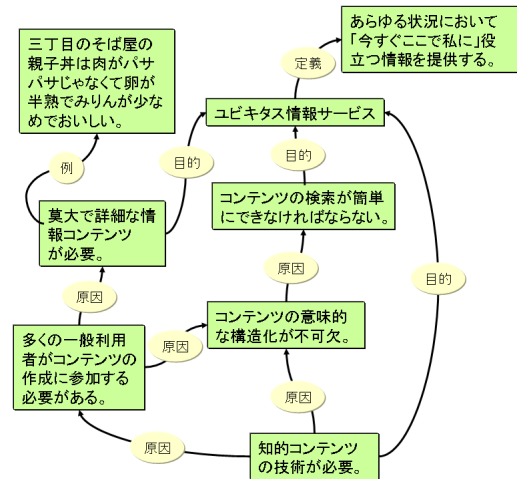 三丁目のそば屋の
親子丼は肉がパサ
パサじゃなくて卵が
半熟でみりんが少な
めでおいしい。
あらゆる状況において
「今すぐここで私に」役
立つ情報を提供する。
定義
ユビキタス情報サービス
例
目的
目的
コンテンツの検索が簡単
にできなければならない。
莫大で詳細な情
報コンテンツ
が必要。
原因
目的
原因
コンテンツの意味的
な構造化が不可欠。
多くの一般利用
者がコンテンツの
作成に参加する
必要がある。
原因
原因
原因
知的コンテンツ
の技術が必要。